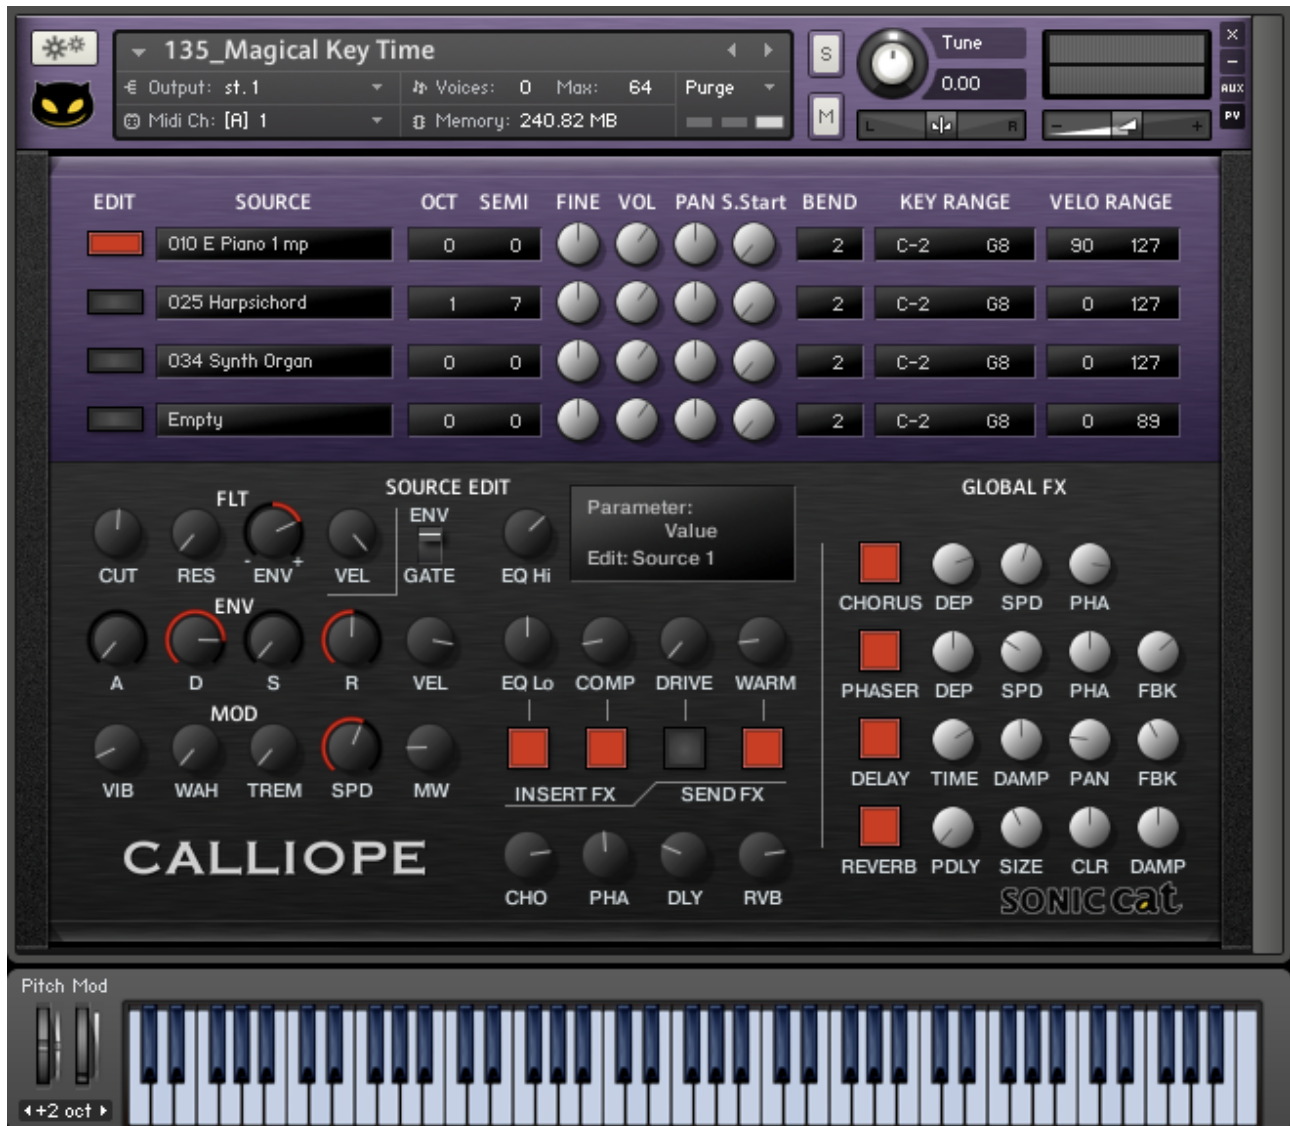 135_Magical Key Time
Output: st.1
Voices: 0 Max: 64
Purge
Midi Ch: [A] 1
Memory: 240.82 MB
S
M
Tune
0.00
L R
- +
×
-
AUX
PV
EDIT SOURCE OCT SEMI FINE VOL PAN S.Start BEND KEY RANGE VELO RANGE
010 E Piano 1 mp 0 0 2 C-2 G8 90 127
025 Harpsichord 1 7 2 C-2 G8 0 127
034 Synth Organ 0 0 2 C-2 G8 0 127
Empty 0 0 2 C-2 G8 0 89
SOURCE EDIT
FLT
CUT RES - ENV + VEL
ENV
GATE
EQ Hi
Parameter:
Value
Edit: Source 1
ENV
A D S R VEL
EQ Lo COMP DRIVE WARM
MOD
VIB WAH TREM SPD MW
INSERT FX SEND FX
CHO PHA DLY RVB
CALLIOPE
GLOBAL FX
CHORUS DEP SPD PHA
PHASER DEP SPD PHA FBK
DELAY TIME DAMP PAN FBK
REVERB PDLY SIZE CLR DAMP
SONIC cat
Pitch Mod
+2 oct